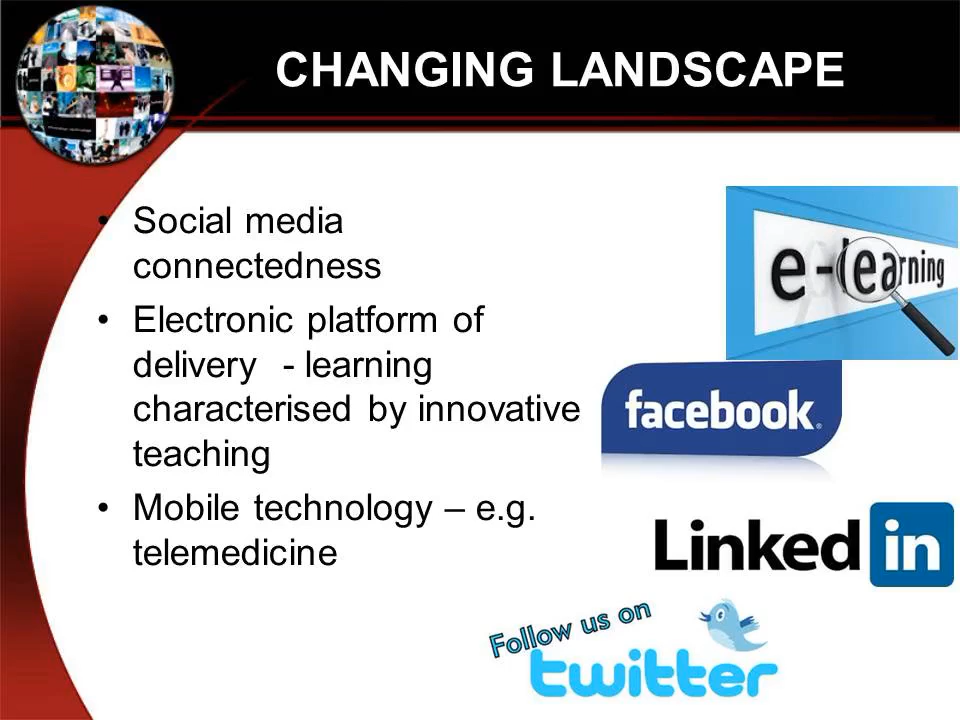 CHANGING LANDSCAPE
• Social media
connectedness
• Electronic platform of
delivery - learning
characterised by innovative
teaching
• Mobile technology – e.g.
telemedicine
e-learning
facebook®
Linked in
Follow us on
twitter